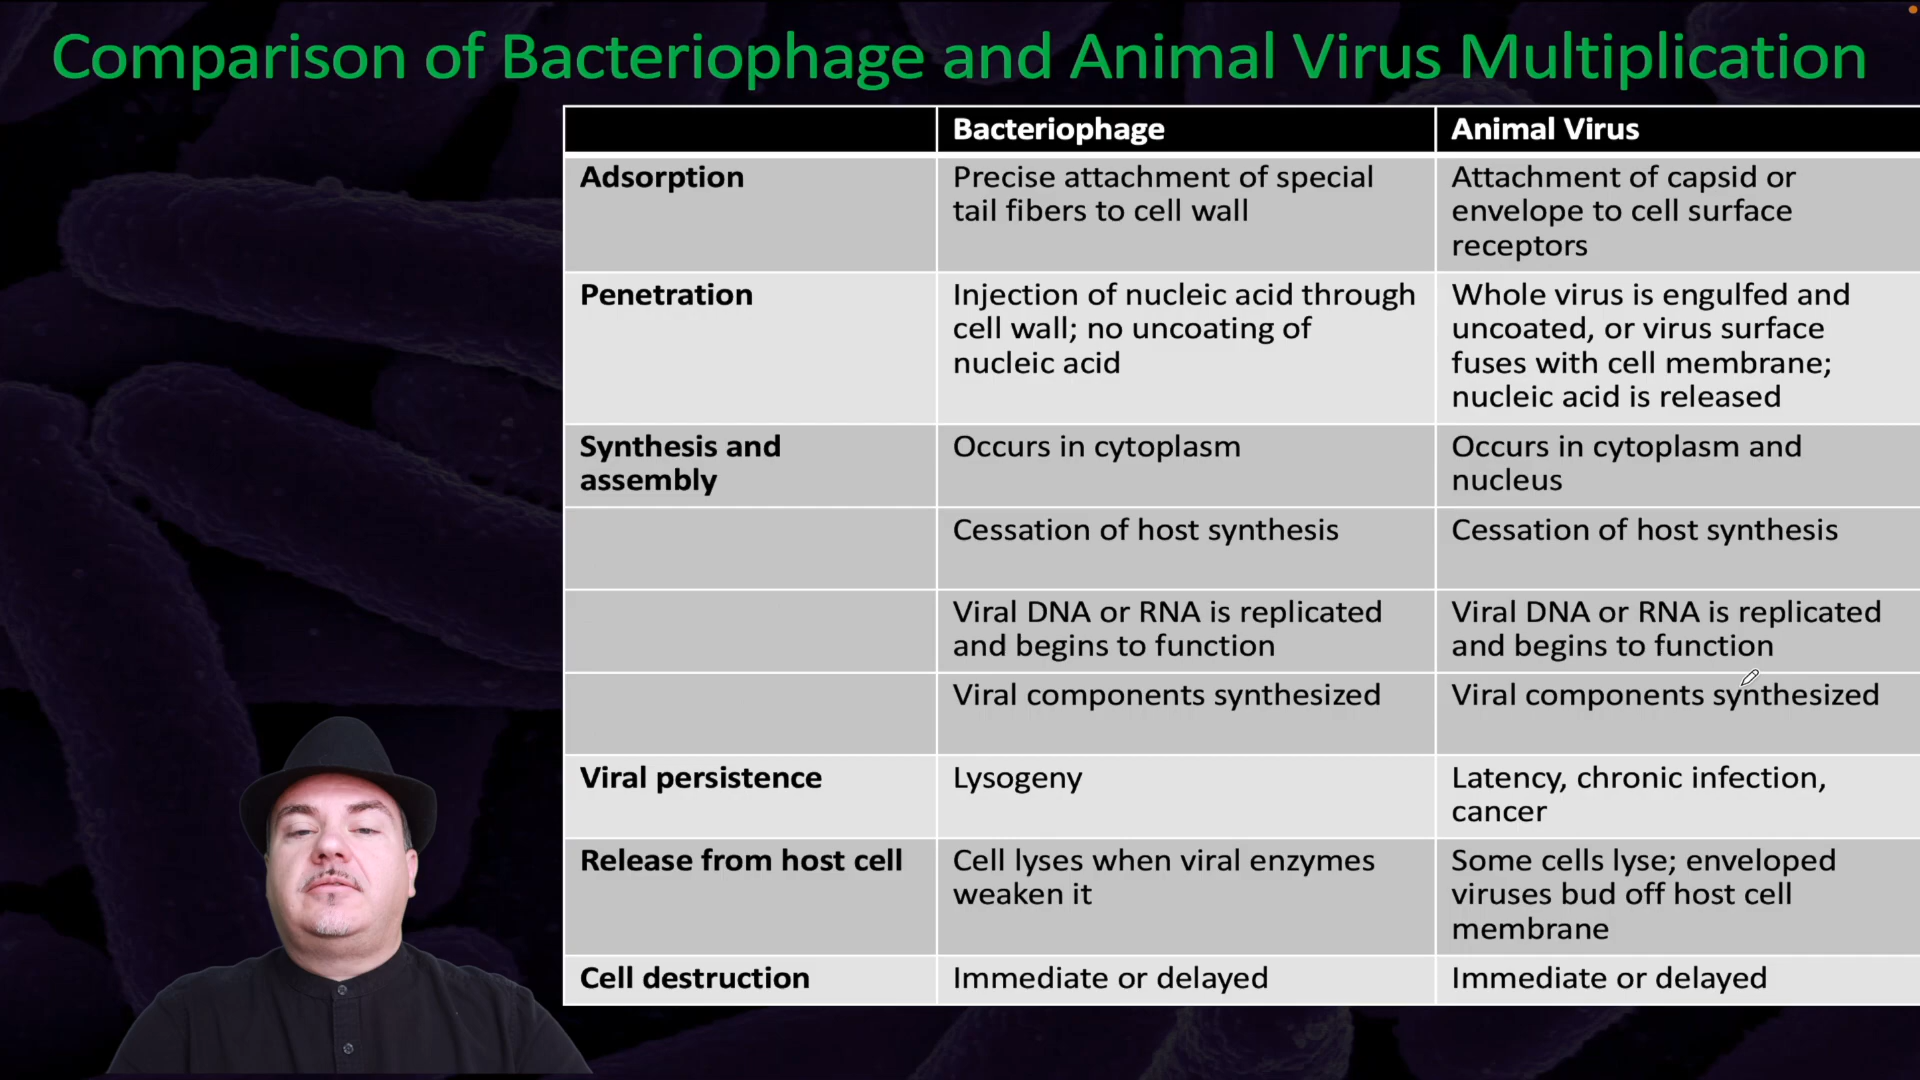 Comparison of Bacteriophage and Animal Virus Multiplication
Bacteriophage
Animal Virus
Adsorption
Precise attachment of special
tail fibers to cell wall
Attachment of capsid or
envelope to cell surface
receptors
Penetration
Injection of nucleic acid through
cell wall; no uncoating of
nucleic acid
Whole virus is engulfed and
uncoated, or virus surface
fuses with cell membrane;
nucleic acid is released
Synthesis and
assembly
Occurs in cytoplasm
Occurs in cytoplasm and
nucleus
Cessation of host synthesis
Cessation of host synthesis
Viral DNA or RNA is replicated
and begins to function
Viral DNA or RNA is replicated
and begins to function
Viral components synthesized
Viral components synthesized
Viral persistence
Lysogeny
Latency, chronic infection,
cancer
Release from host cell
Cell lyses when viral enzymes
weaken it
Some cells lyse; enveloped
viruses bud off host cell
membrane
Cell destruction
Immediate or delayed
Immediate or delayed